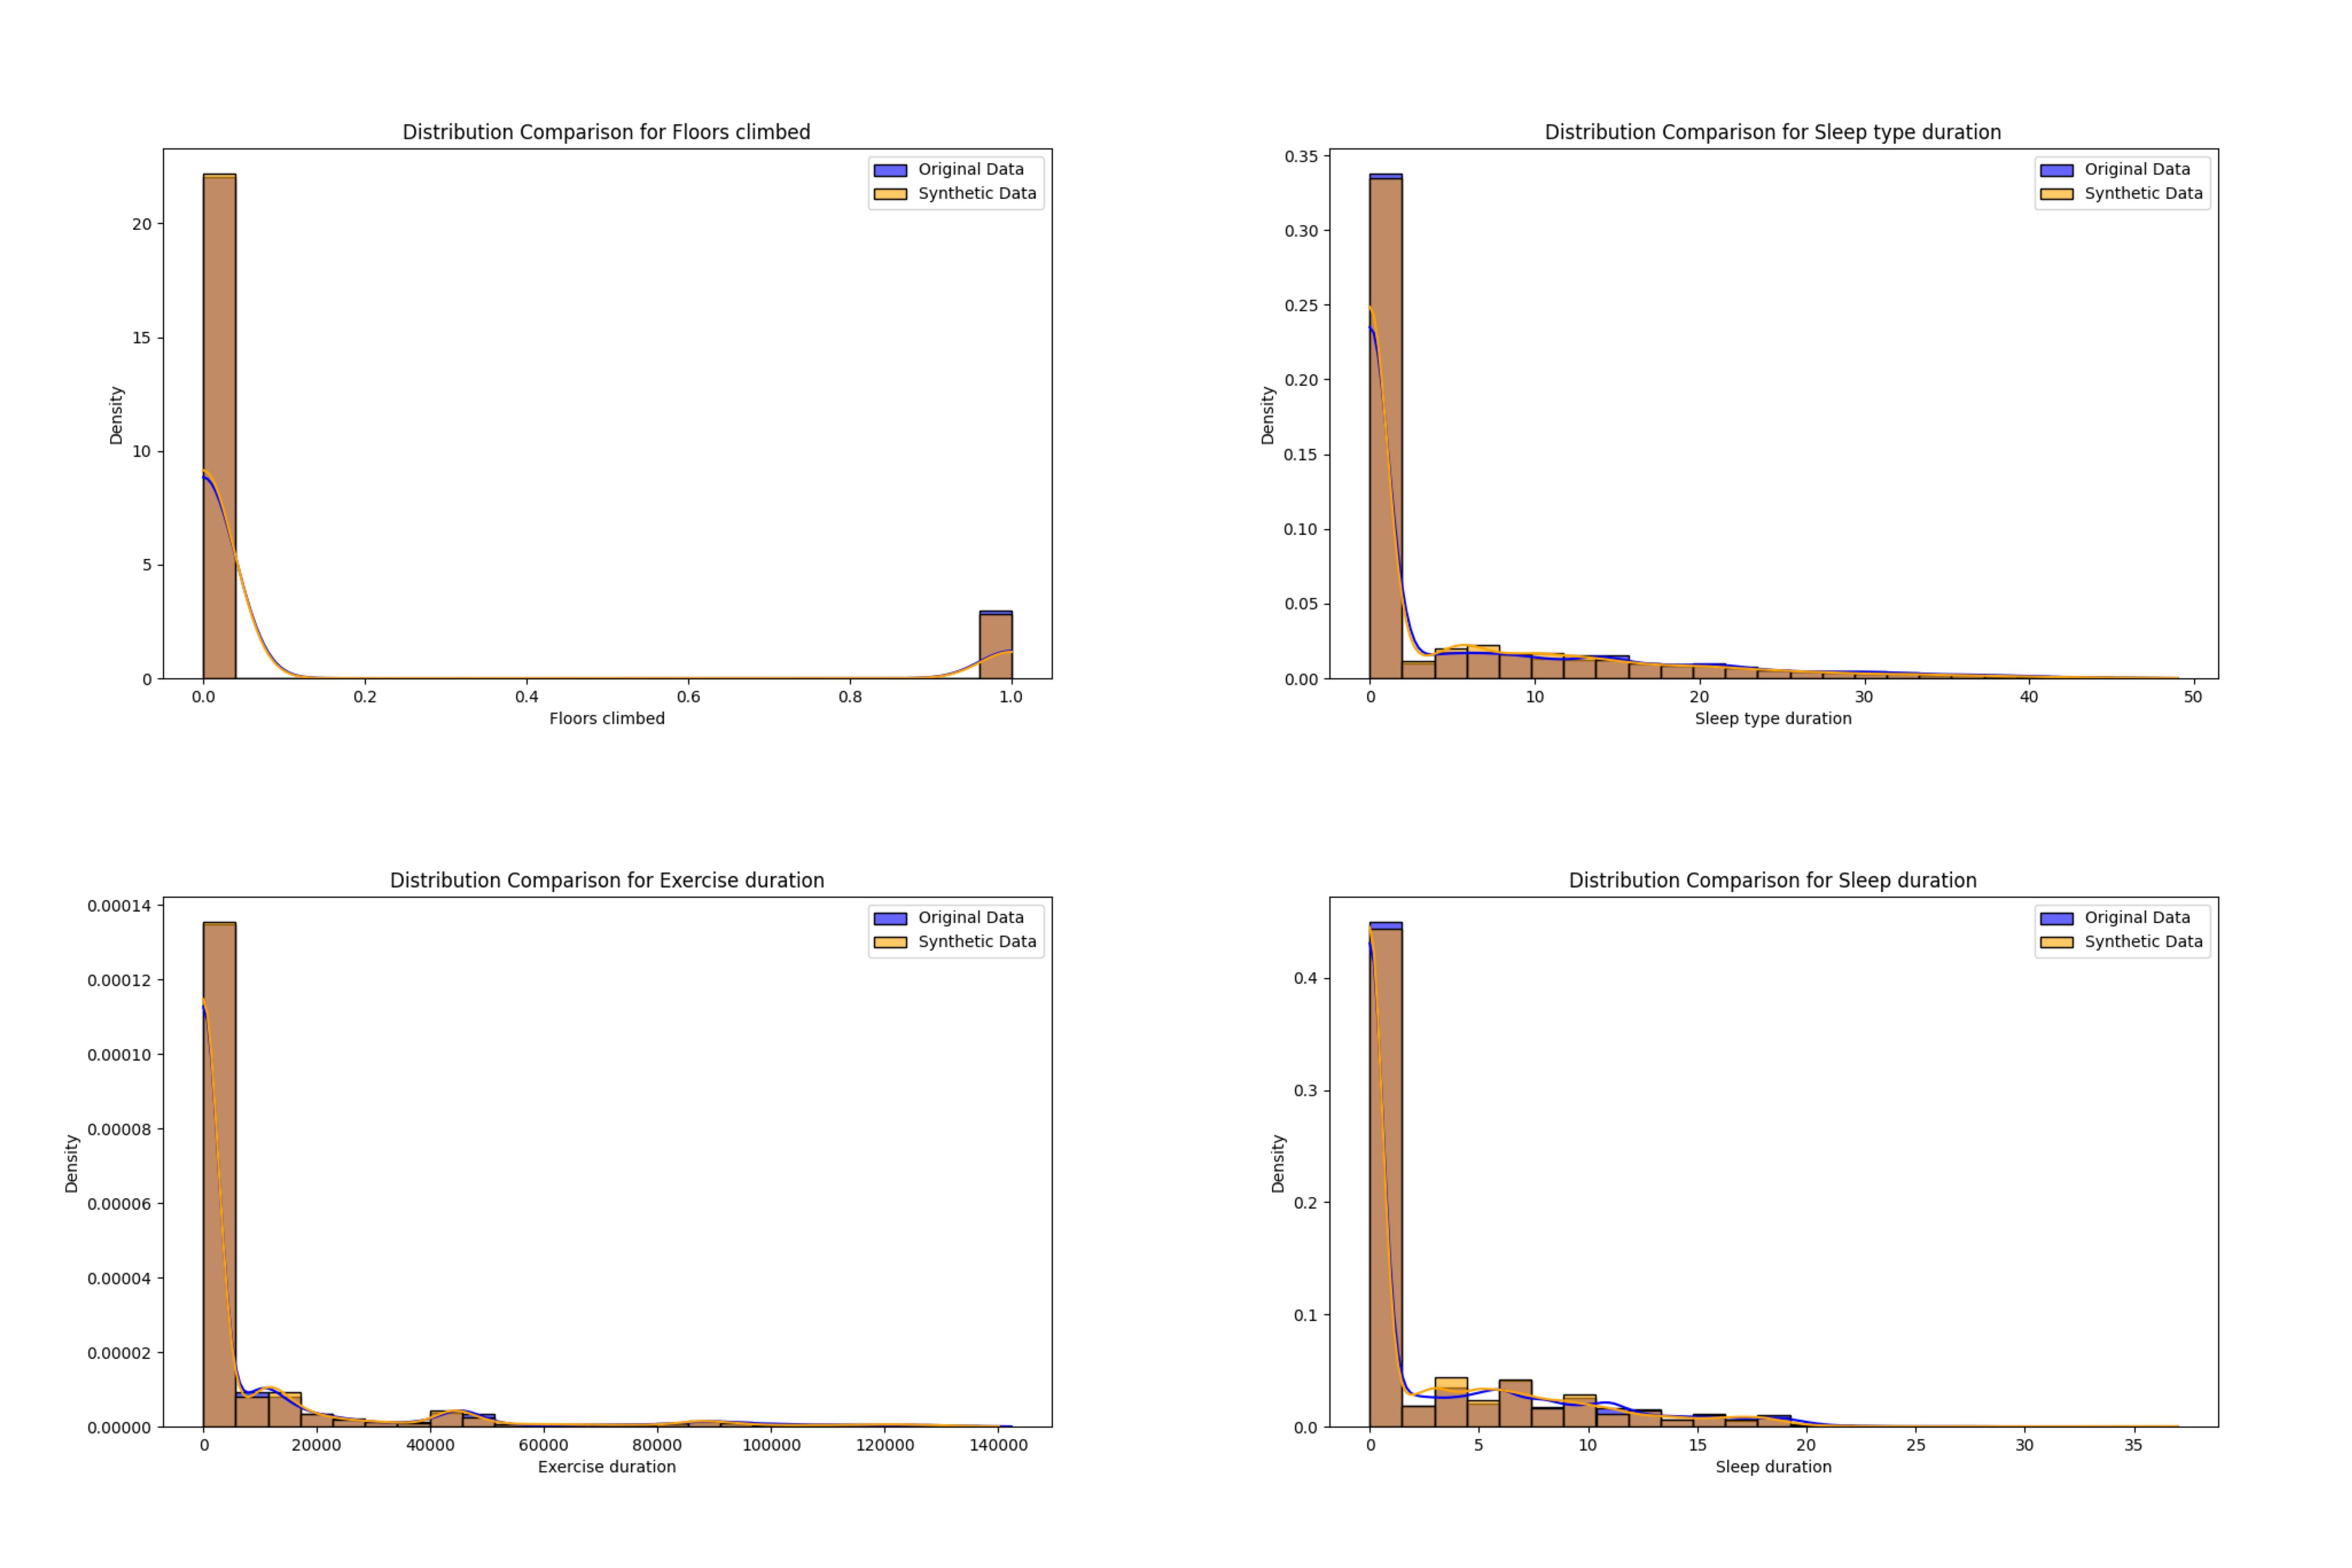 Distribution Comparison for Floors climbed
Original Data
Synthetic Data
20
15
10
5
0
Density
0.0 0.2 0.4 0.6 0.8 1.0
Floors climbed
Distribution Comparison for Sleep type duration
Original Data
Synthetic Data
0.35
0.30
0.25
0.20
0.15
0.10
0.05
0.00
Density
0 10 20 30 40 50
Sleep type duration
Distribution Comparison for Exercise duration
Original Data
Synthetic Data
0.00014
0.00012
0.00010
0.00008
0.00006
0.00004
0.00002
0.00000
Density
0 20000 40000 60000 80000 100000 120000 140000
Exercise duration
Distribution Comparison for Sleep duration
Original Data
Synthetic Data
0.4
0.3
0.2
0.1
0.0
Density
0 5 10 15 20 25 30 35
Sleep duration